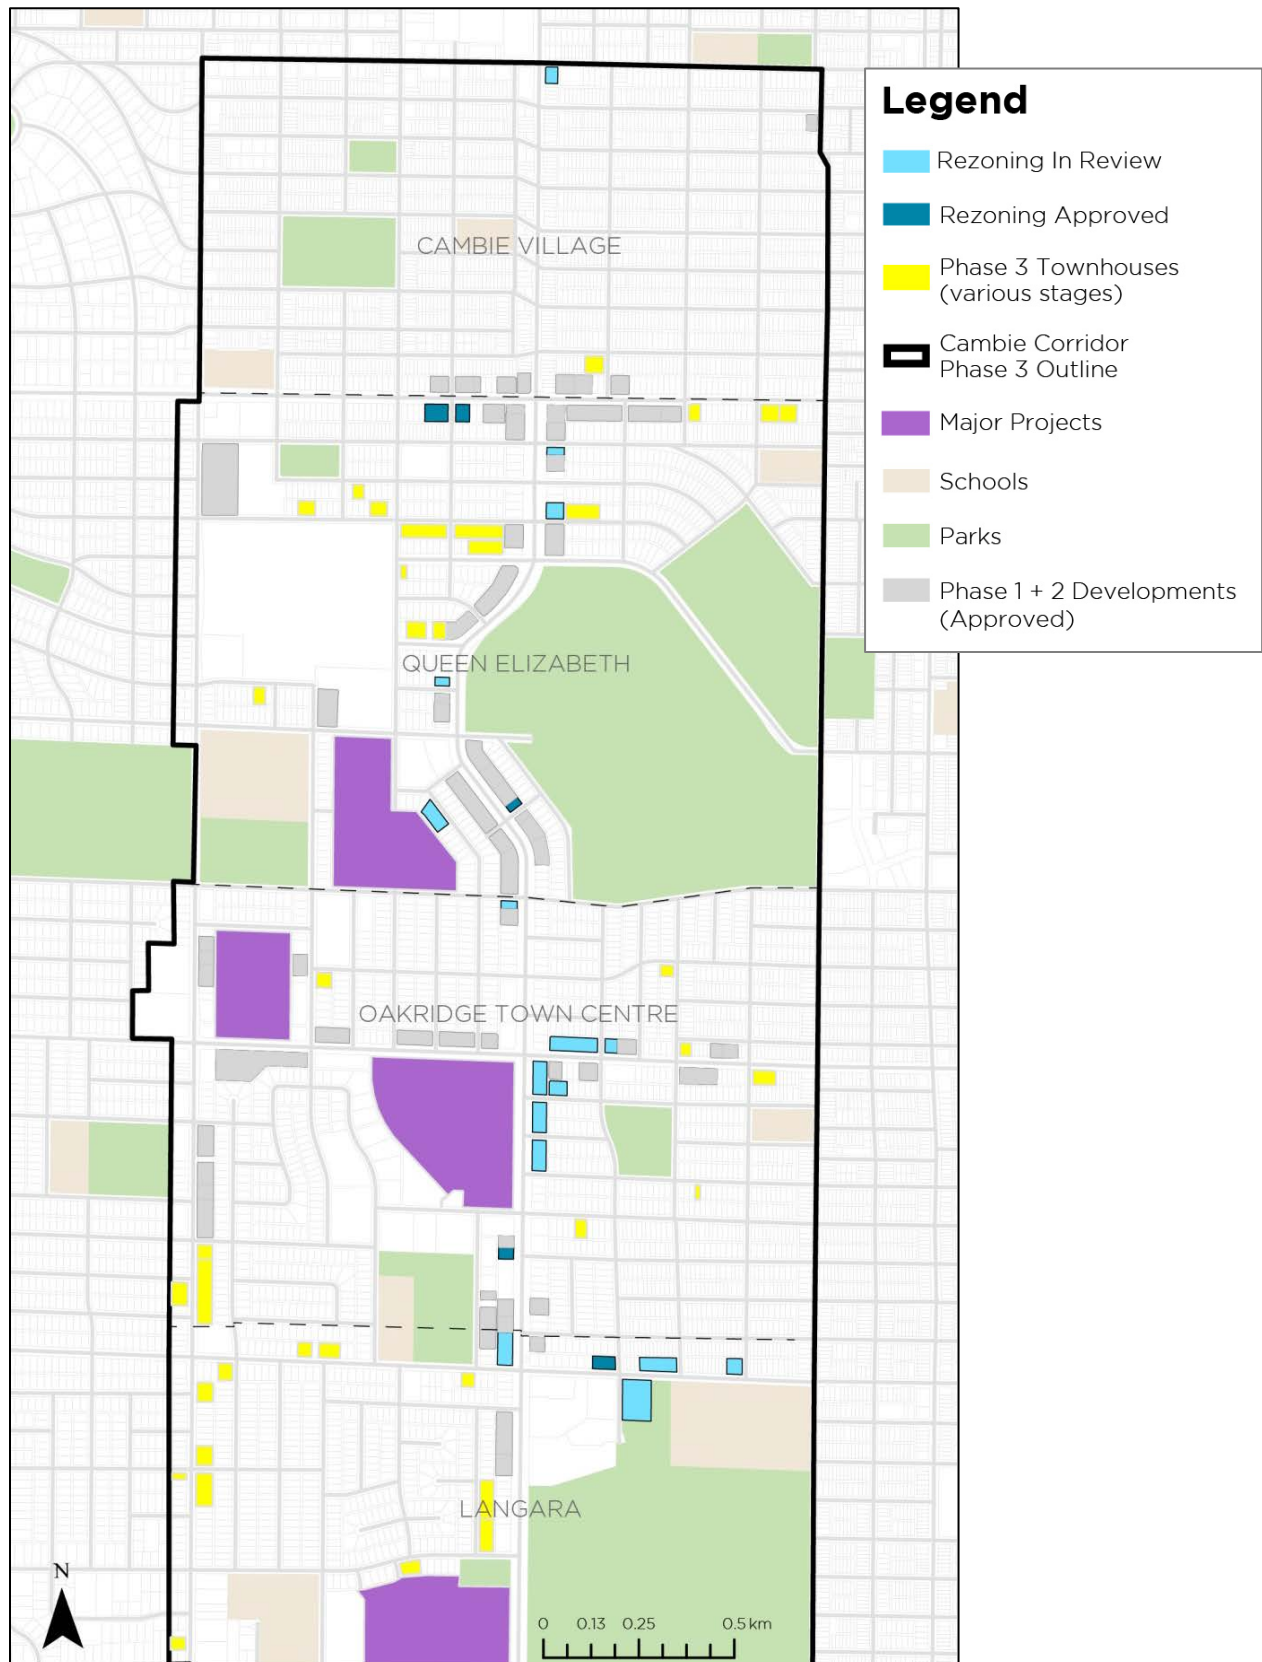 Legend
Rezoning In Review
Rezoning Approved
Phase 3 Townhouses
(various stages)
Cambie Corridor
Phase 3 Outline
Major Projects
Schools
Parks
Phase 1 + 2 Developments
(Approved)
CAMBIE VILLAGE
QUEEN ELIZABETH
OAKRIDGE TOWN CENTRE
LANGARA
N
0 0.13 0.25 0.5 km